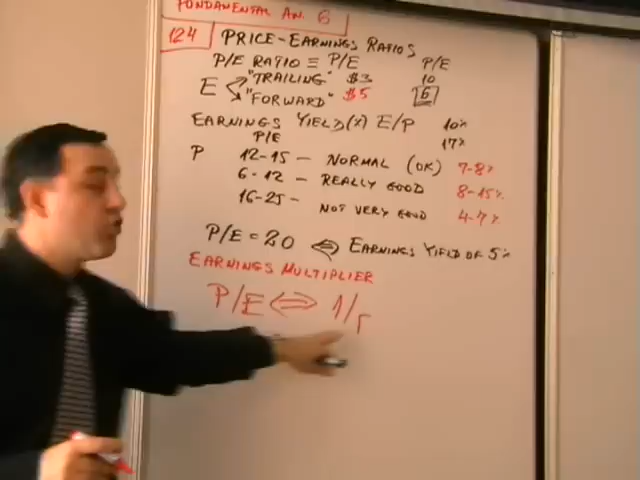 FONDAMENTAL AN. 6
124 PRICE-EARNINGS RATIOS
P/E RATIO ≡ P/E P/E
E "TRAILING" $3 10
"FORWARD" $5 6
EARNINGS YIELD(%) E/P 10%
P/E 17%
P 12-15 - NORMAL (OK) 7-8%
6-12 - REALLY GOOD 8-15%
16-25 - NOT VERY GOOD 4-7%
P/E = 20 ⇔ EARNINGS YIELD OF 5%
EARNINGS MULTIPLIER
P/E ⇔ 1/r